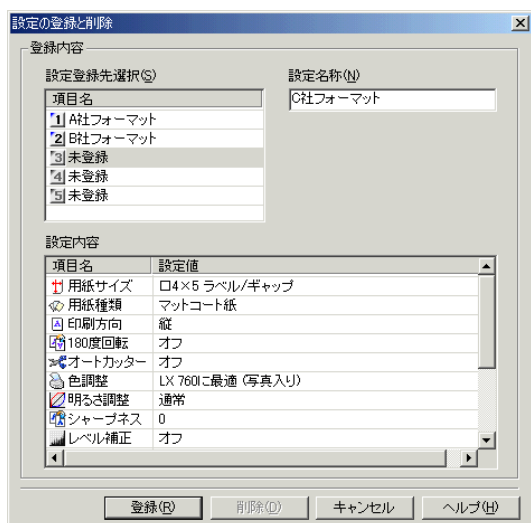 設定の登録と削除
登録内容
設定登録先選択(S)
設定名称(N)
項目名
C社フォーマット
1 A社フォーマット
2 B社フォーマット
3 未登録
4 未登録
5 未登録
設定内容
項目名 設定値
用紙サイズ ロ4×5 ラベル/ギャップ
用紙種類 マットコート紙
印刷方向 縦
180度回転 オフ
オートカッター オフ
色調整 LX 760に最適 (写真入り)
明るさ調整 通常
シャープネス 0
レベル補正 オフ
登録(R) 削除(D) キャンセル ヘルプ(H)